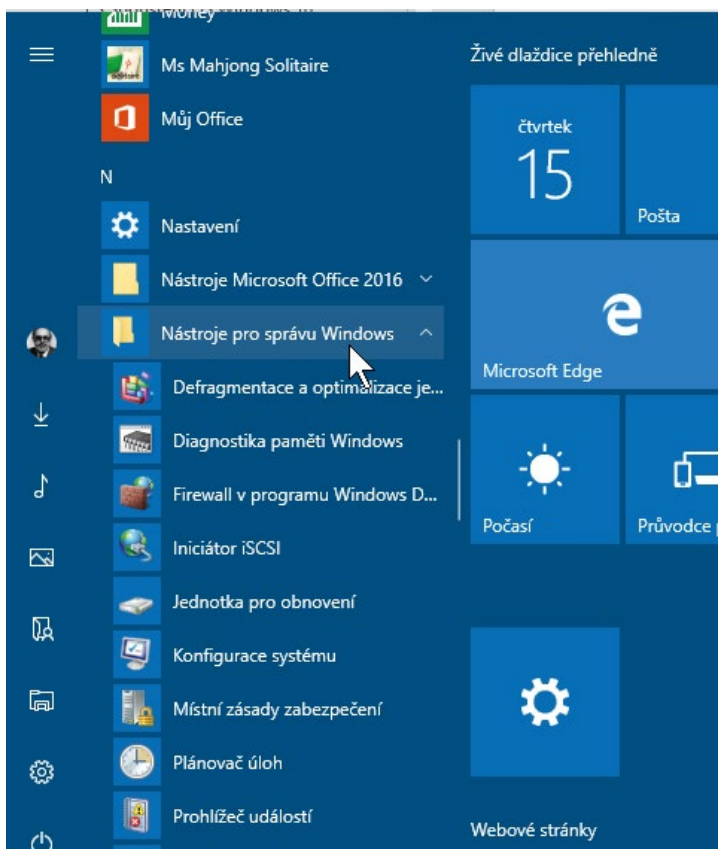 Money
Ms Mahjong Solitaire
Můj Office
N
Nastavení
Nástroje Microsoft Office 2016
Nástroje pro správu Windows
Defragmentace a optimalizace je...
Diagnostika paměti Windows
Firewall v programu Windows D...
Iniciátor iSCSI
Jednotka pro obnovení
Konfigurace systému
Místní zásady zabezpečení
Plánovač úloh
Prohlížeč událostí
Živé dlaždice přehledně
čtvrtek
15
Pošta
Microsoft Edge
Počasí
Průvodce
Webové stránky